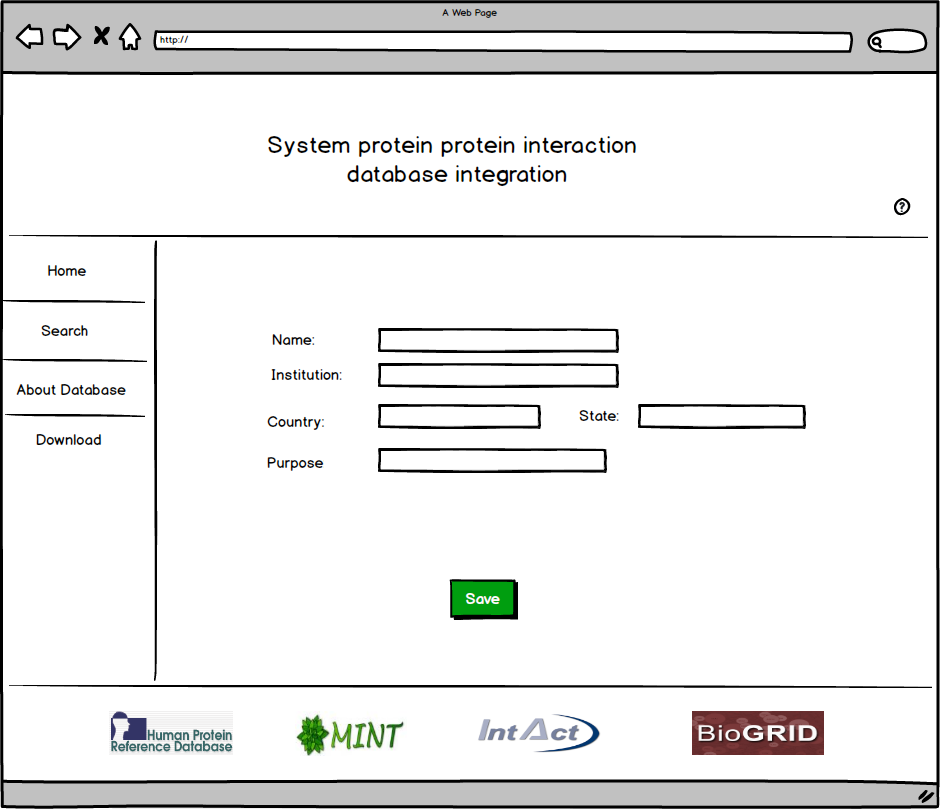 A Web Page
http://
System protein protein interaction
database integration
?
Home
Search
About Database
Download
Name:
Institution:
Country:
State:
Purpose
Save
Human Protein
Reference Database
MINT
IntAct
BioGRID